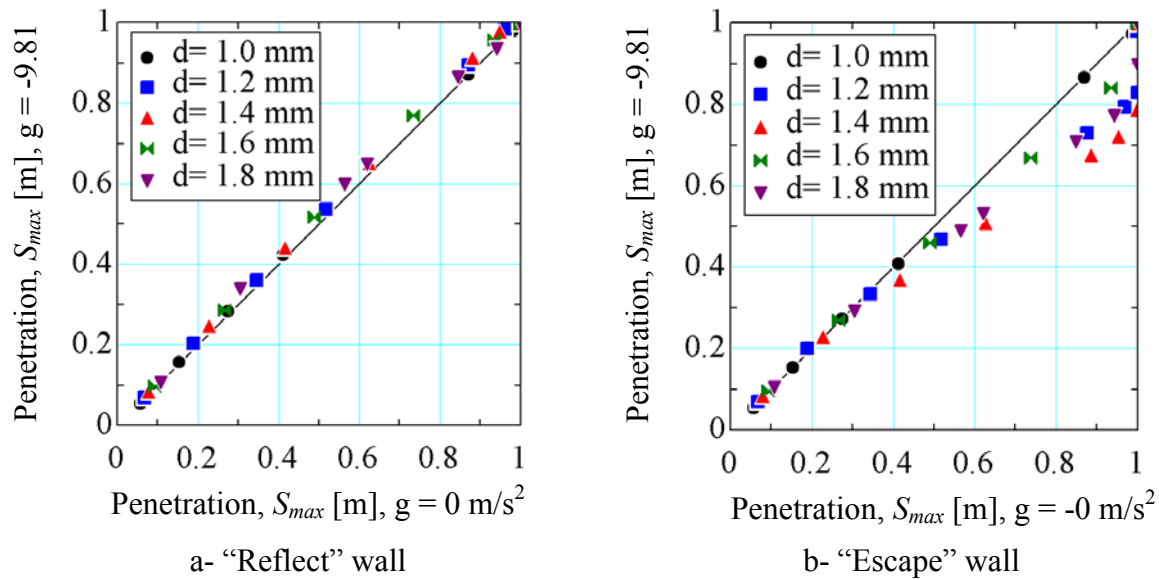 Penetration, Smax [m], g = -9.81
1
0.8
0.6
0.4
0.2
0
d= 1.0 mm
d= 1.2 mm
d= 1.4 mm
d= 1.6 mm
d= 1.8 mm
0 0.2 0.4 0.6 0.8 1
Penetration, Smax [m], g = 0 m/s²
a- “Reflect” wall
Penetration, Smax [m], g = -9.81
1
0.8
0.6
0.4
0.2
0
d= 1.0 mm
d= 1.2 mm
d= 1.4 mm
d= 1.6 mm
d= 1.8 mm
0 0.2 0.4 0.6 0.8 1
Penetration, Smax [m], g = -0 m/s²
b- “Escape” wall